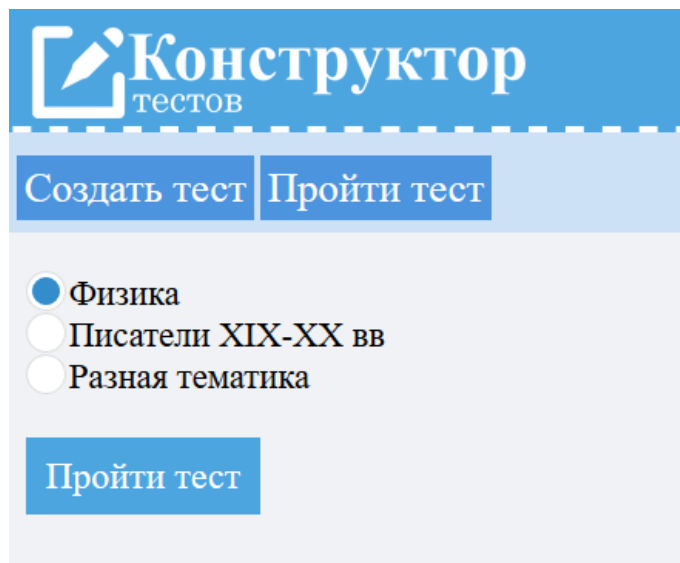 Конструктор
тестов
Создать тест Пройти тест
Физика
Писатели XIX-XX вв
Разная тематика
Пройти тест